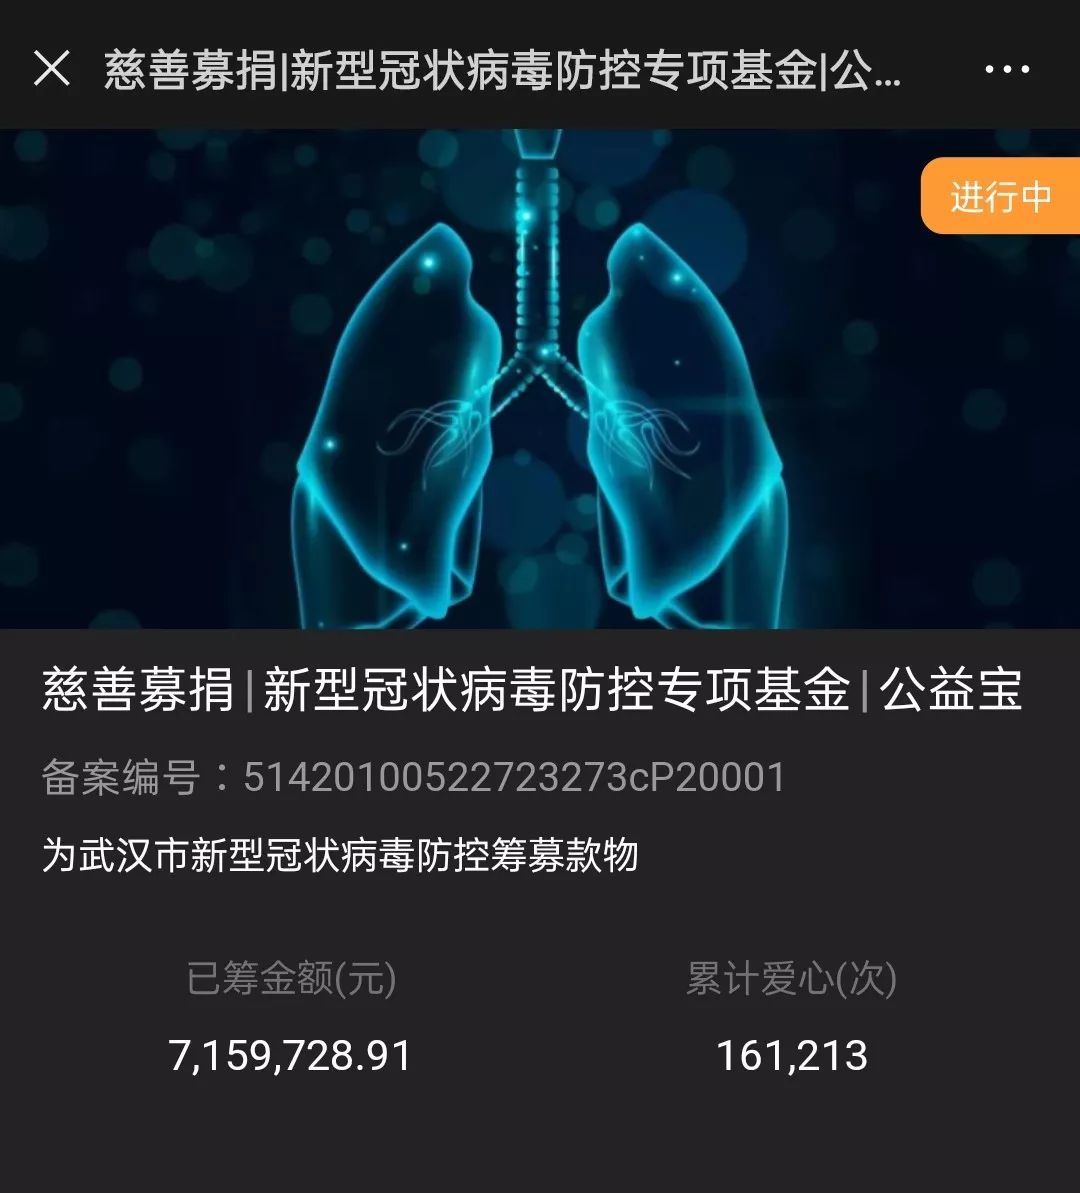 慈善募捐|新型冠状病毒防控专项基金|公...
进行中
慈善募捐|新型冠状病毒防控专项基金|公益宝
备案编号：51420100522723273cP20001
为武汉市新型冠状病毒防控筹募款物
已筹金额(元) 累计爱心(次)
7,159,728.91 161,213